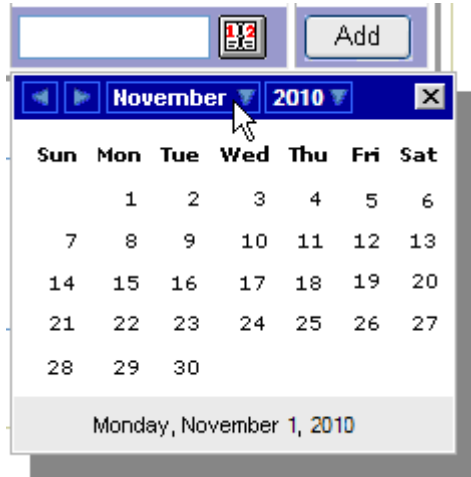 Add
November 2010
Sun Mon Tue Wed Thu Fri Sat
1 2 3 4 5 6
7 8 9 10 11 12 13
14 15 16 17 18 19 20
21 22 23 24 25 26 27
28 29 30
Monday, November 1, 2010